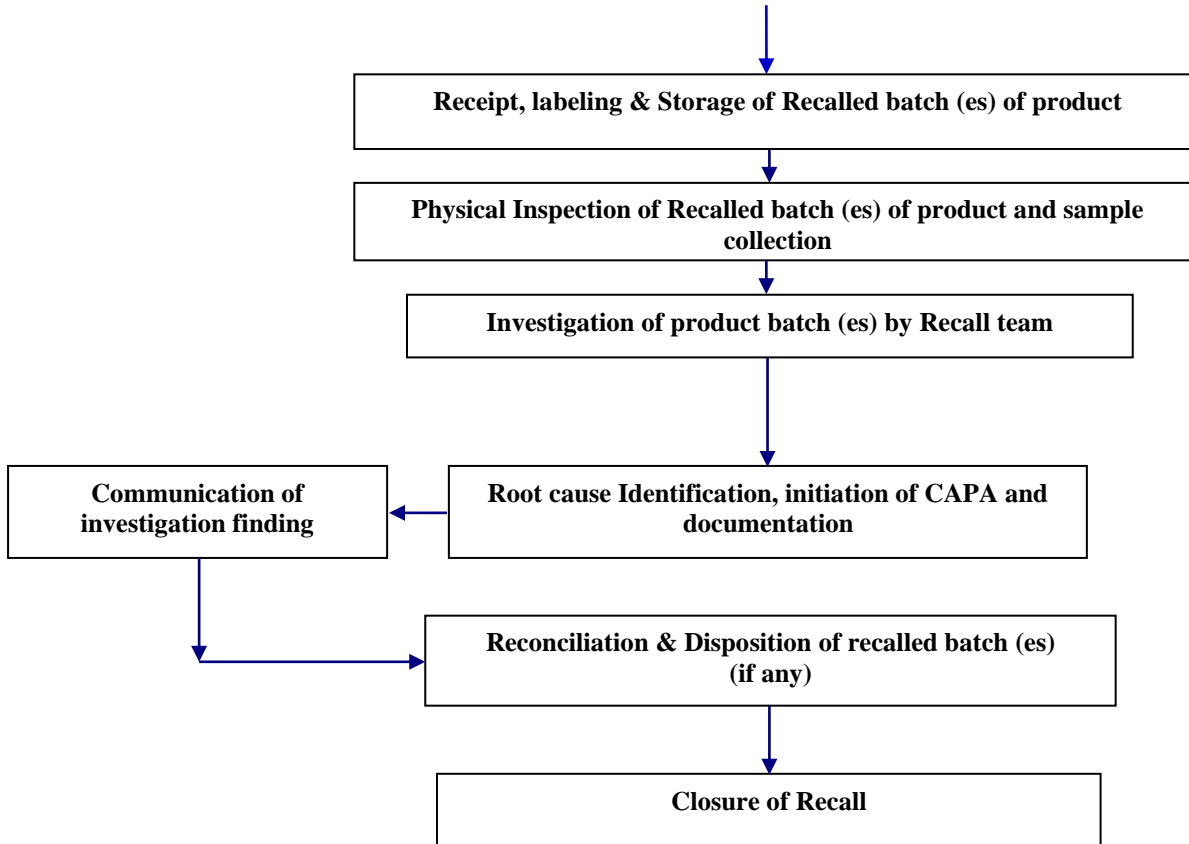 Receipt, labeling & Storage of Recalled batch (es) of product
Physical Inspection of Recalled batch (es) of product and sample
collection
Investigation of product batch (es) by Recall team
Communication of
investigation finding
Root cause Identification, initiation of CAPA and
documentation
Reconciliation & Disposition of recalled batch (es)
(if any)
Closure of Recall